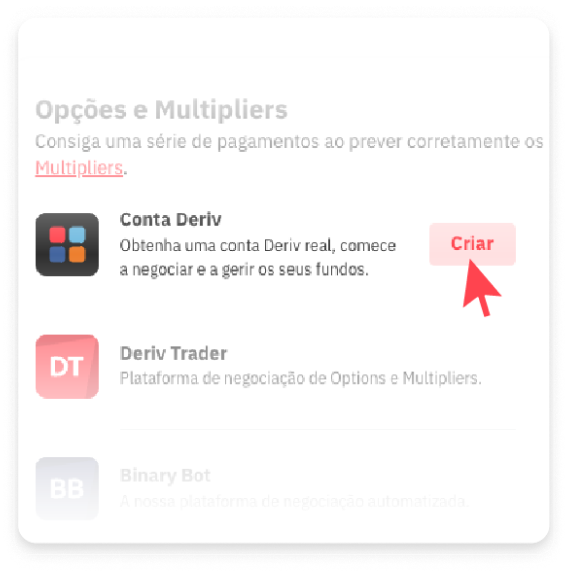 Opções e Multipliers
Consiga uma série de pagamentos ao prever corretamente os
Multipliers.
Conta Deriv
Obtenha uma conta Deriv real, comece
a negociar e a gerir os seus fundos.
Criar
DT
Deriv Trader
Plataforma de negociação de Options e Multipliers.
BB
Binary Bot
A nossa plataforma de negociação automatizada.